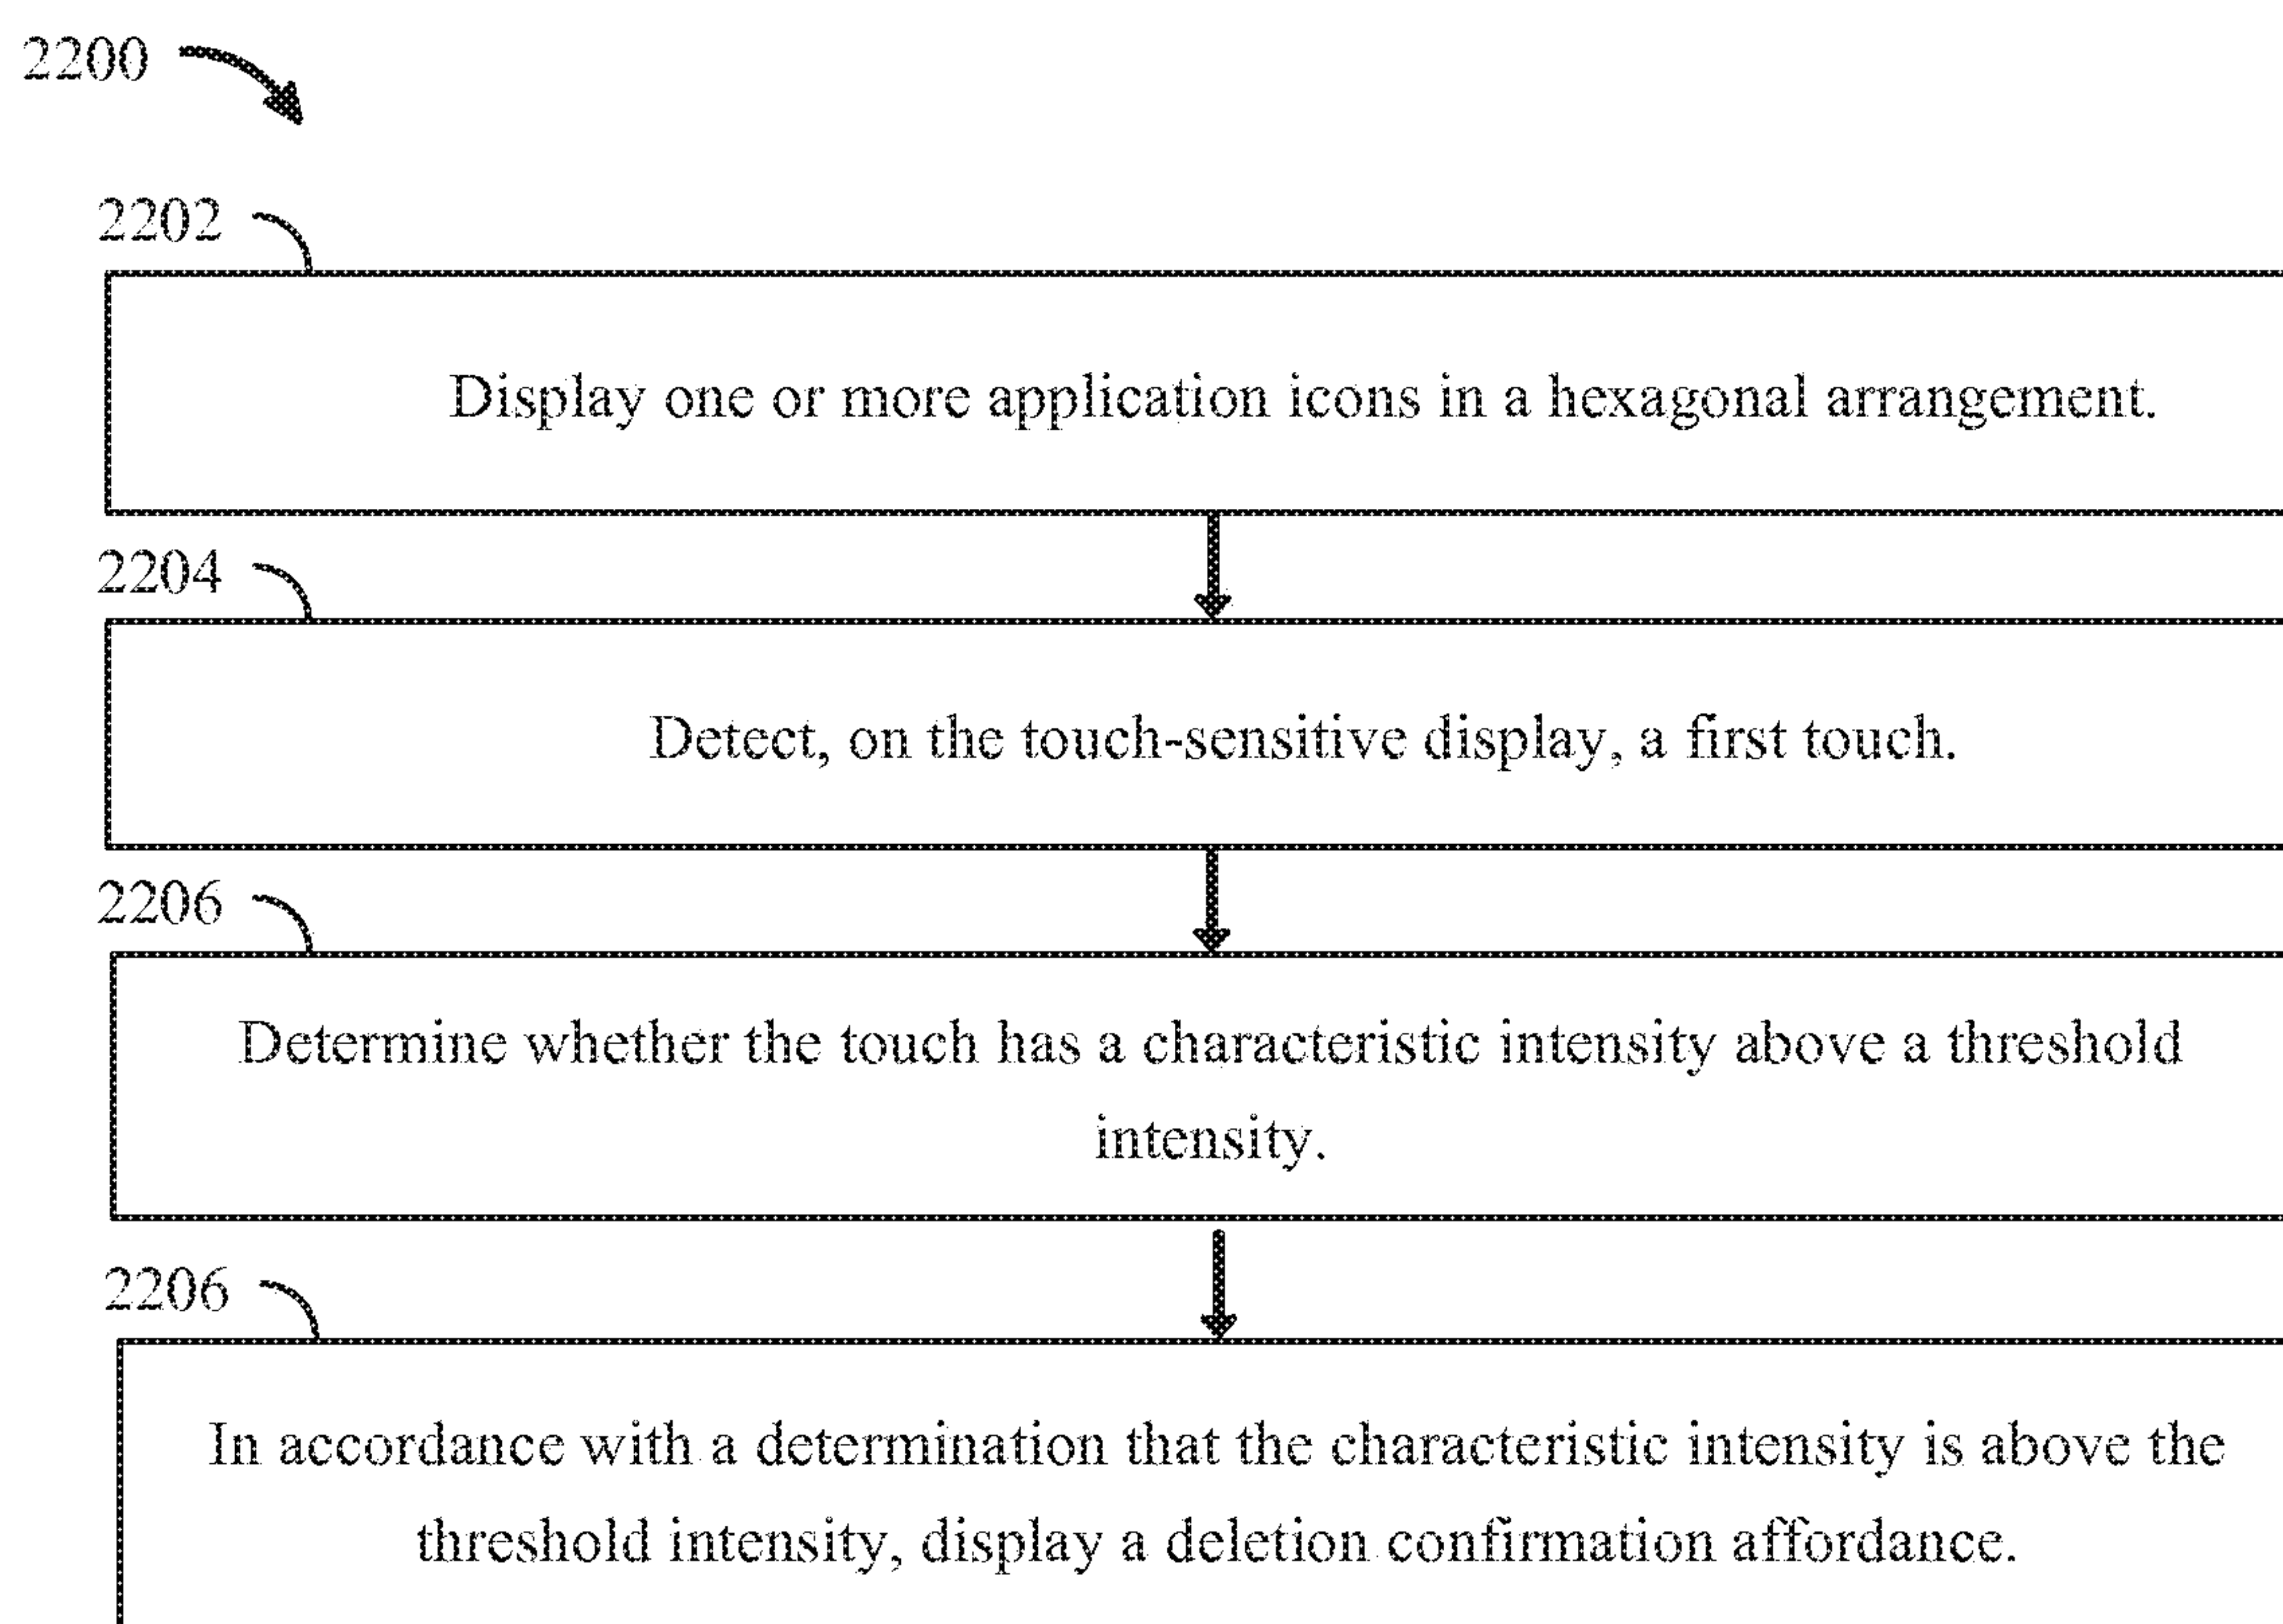 2200
2202
Display one or more application icons in a hexagonal arrangement.
2204
Detect, on the touch-sensitive display, a first touch.
2206
Determine whether the touch has a characteristic intensity above a threshold
intensity.
2206
In accordance with a determination that the characteristic intensity is above the
threshold intensity, display a deletion confirmation affordance.